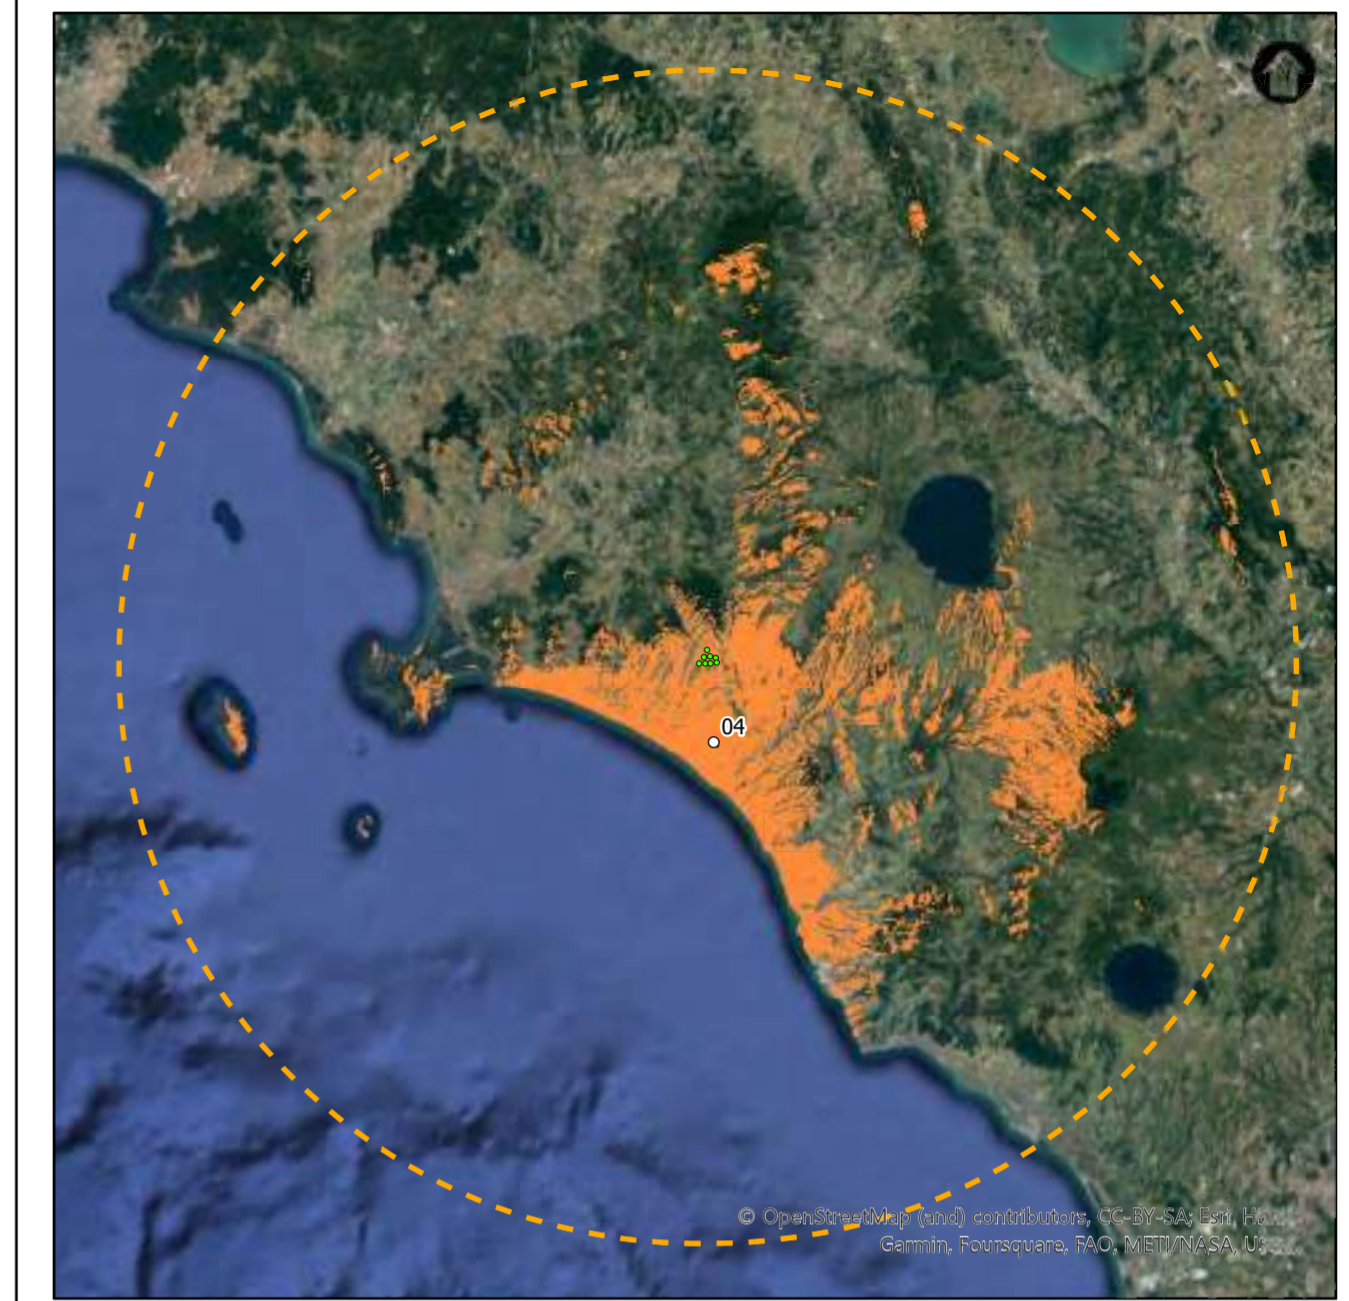 04
© OpenStreetMap (and) contributors, CC-BY-SA; Esri,
Garmin, Foursquare, FAO, METI/NASA,